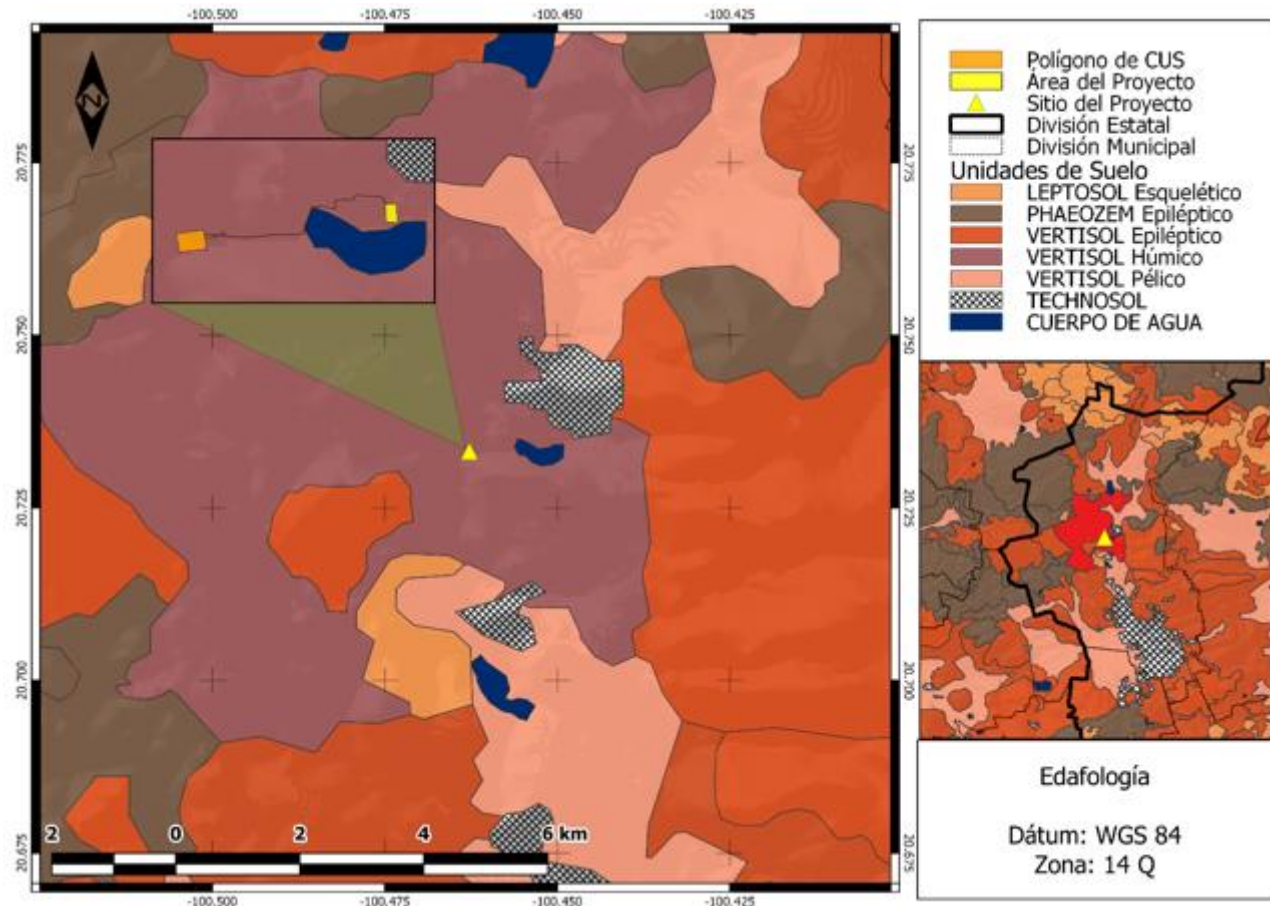 -100.500 -100.475 -100.450 -100.425
N
20.775 20.775
20.750 20.750
20.725 20.725
20.700 20.700
20.675 20.675
2 0 2 4 6 km
-100.500 -100.475 -100.450 -100.425
Polígono de CUS
Área del Proyecto
Sitio del Proyecto
División Estatal
División Municipal
Unidades de Suelo
LEPTOSOL Esquelético
PHAEOZEM Epiléptico
VERTISOL Epiléptico
VERTISOL Húmico
VERTISOL Pélico
TECHNOSOL
CUERPO DE AGUA
Edafología
Dátum: WGS 84
Zona: 14 Q